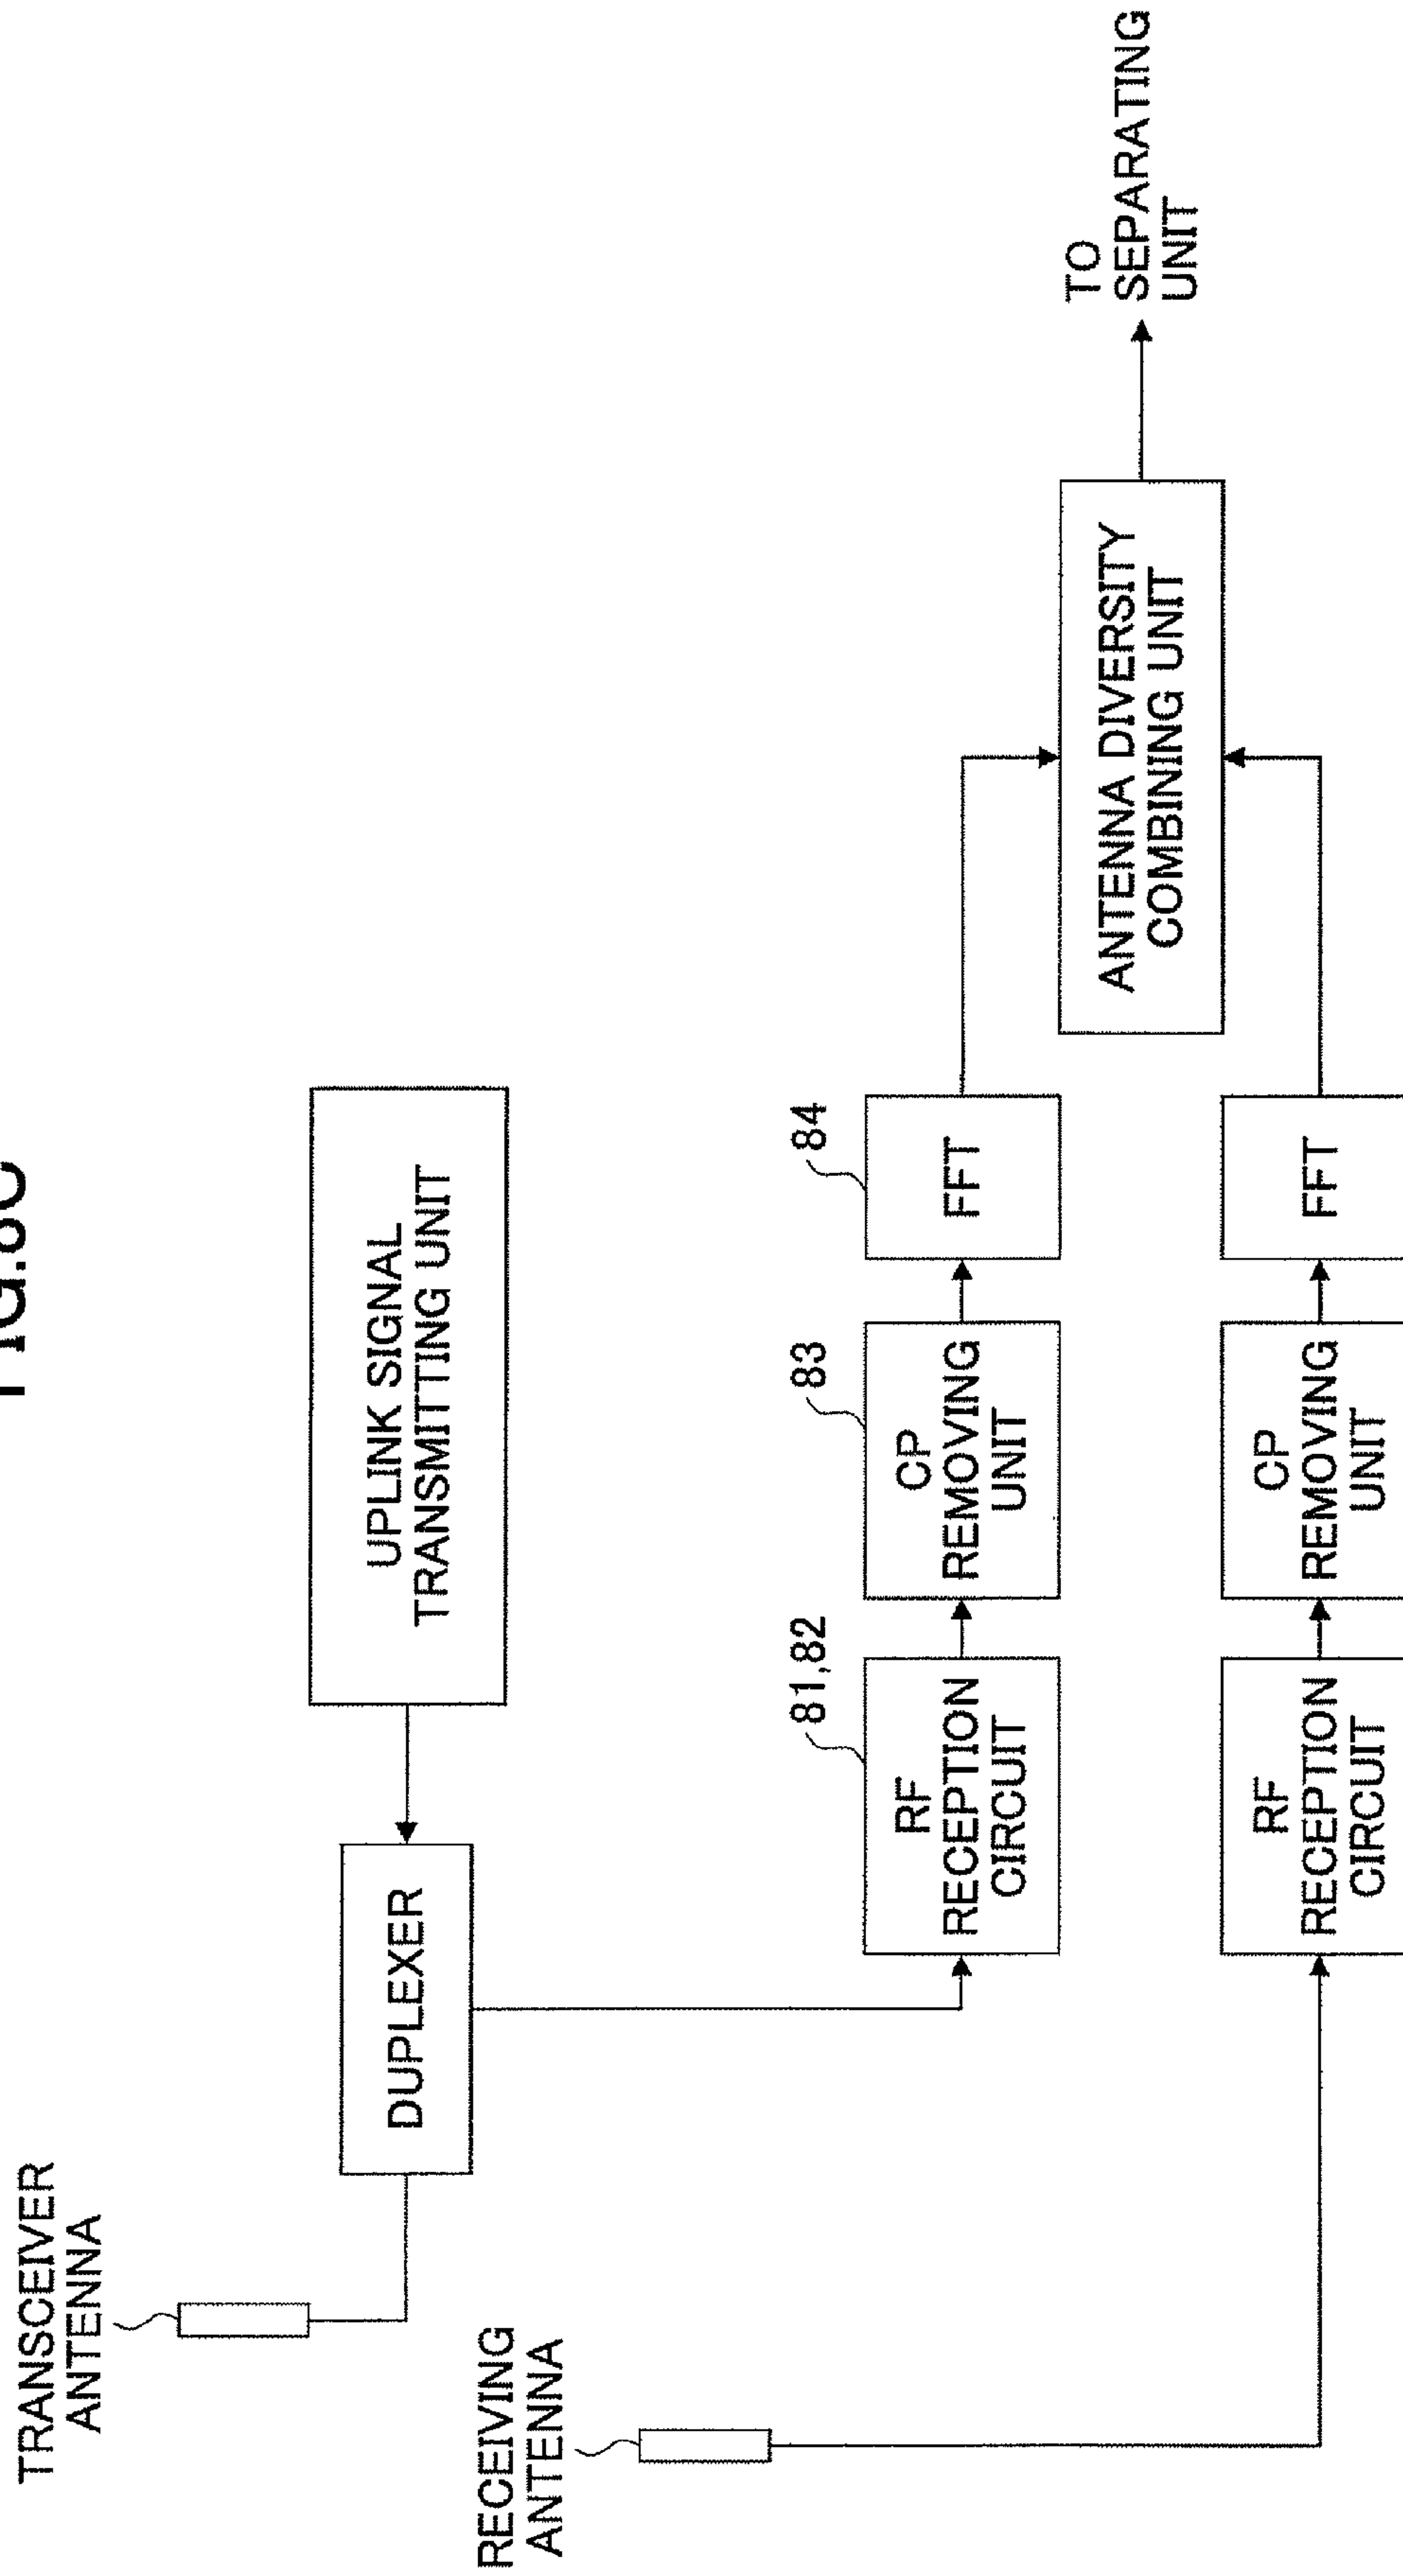 FIG.8C
TRANSCEIVER
ANTENNA
DUPLEXER
UPLINK SIGNAL
TRANSMITTING UNIT
RECEIVING
ANTENNA
81,82
RF
RECEPTION
CIRCUIT
83
CP
REMOVING
UNIT
84
FFT
ANTENNA DIVERSITY
COMBINING UNIT
TO
SEPARATING
UNIT
RF
RECEPTION
CIRCUIT
CP
REMOVING
UNIT
FFT